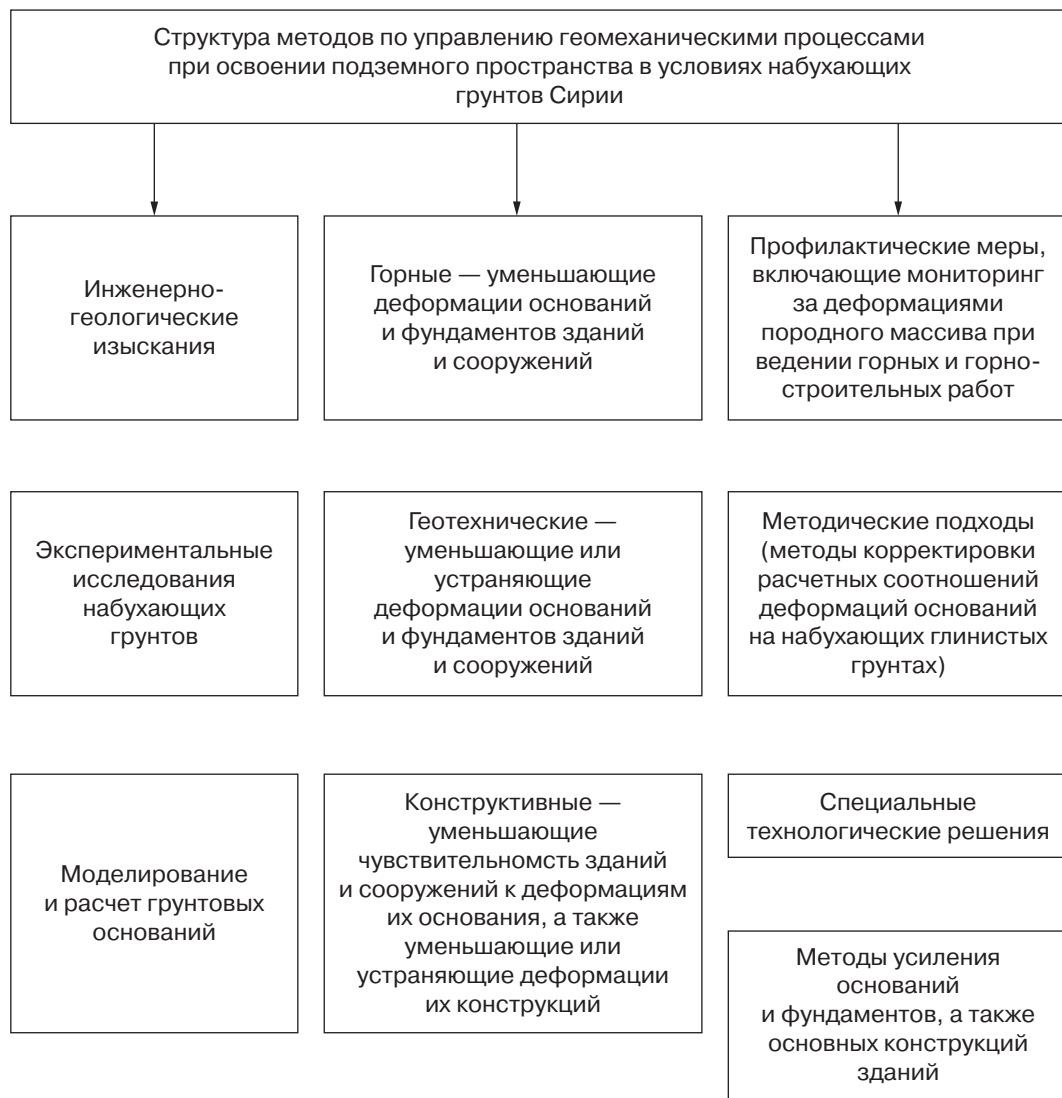 Структура методов по управлению геомеханическими процессами
при освоении подземного пространства в условиях набухающих
грунтов Сирии
Инженерно-
геологические
изыскания
Горные — уменьшающие
деформации оснований
и фундаментов зданий
и сооружений
Профилактические меры,
включающие мониторинг
за деформациями
породного массива при
ведении горных и горно-
строительных работ
Экспериментальные
исследования
набухающих
грунтов
Геотехнические —
уменьшающие или
устраняющие
деформации оснований
и фундаментов зданий
и сооружений
Методические подходы
(методы корректировки
расчетных соотношений
деформаций оснований
на набухающих глинистых
грунтах)
Моделирование
и расчет грунтовых
оснований
Конструктивные —
уменьшающие
чувствительномсть зданий
и сооружений к деформациям
их основания, а также
уменьшающие или
устраняющие деформации
их конструкций
Специальные
технологические решения
Методы усиления
оснований
и фундаментов, а также
основных конструкций
зданий